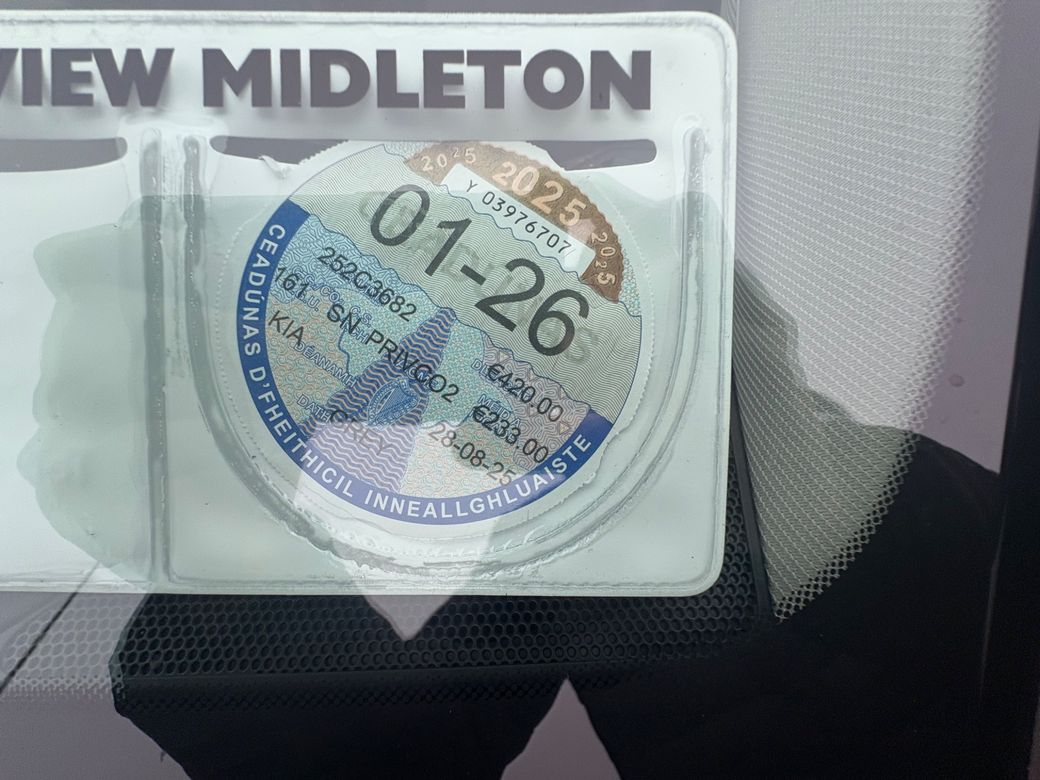 VIEW MIDLETON
2025 2025 2025
Y 03976707
01-26
252C3682
161 SN PRIVCO2 €420.00
KIA €233.00
GREY 28-08-25
CEADÚNAS D'FHEITHICIL INNEALLGHLUAISTE